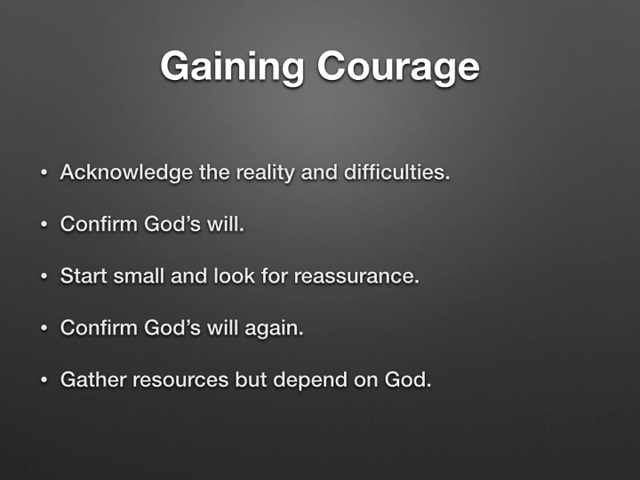 Gaining Courage
• Acknowledge the reality and difficulties.
• Confirm God’s will.
• Start small and look for reassurance.
• Confirm God’s will again.
• Gather resources but depend on God.